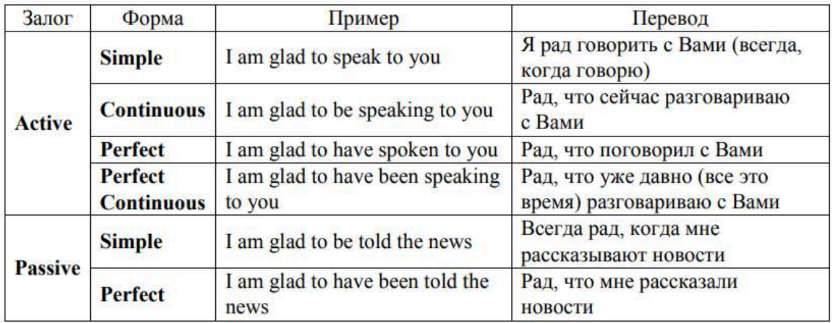 Залог Форма Пример Перевод
Active
Simple
I am glad to speak to you
Я рад говорить с Вами (всегда,
когда говорю)
Continuous
I am glad to be speaking to you
Рад, что сейчас разговариваю
с Вами
Perfect
I am glad to have spoken to you
Рад, что поговорил с Вами
Perfect
Continuous
I am glad to have been speaking
to you
Рад, что уже давно (все это
время) разговариваю с Вами
Passive
Simple
I am glad to be told the news
Всегда рад, когда мне
рассказывают новости
Perfect
I am glad to have been told the
news
Рад, что мне рассказали
новости